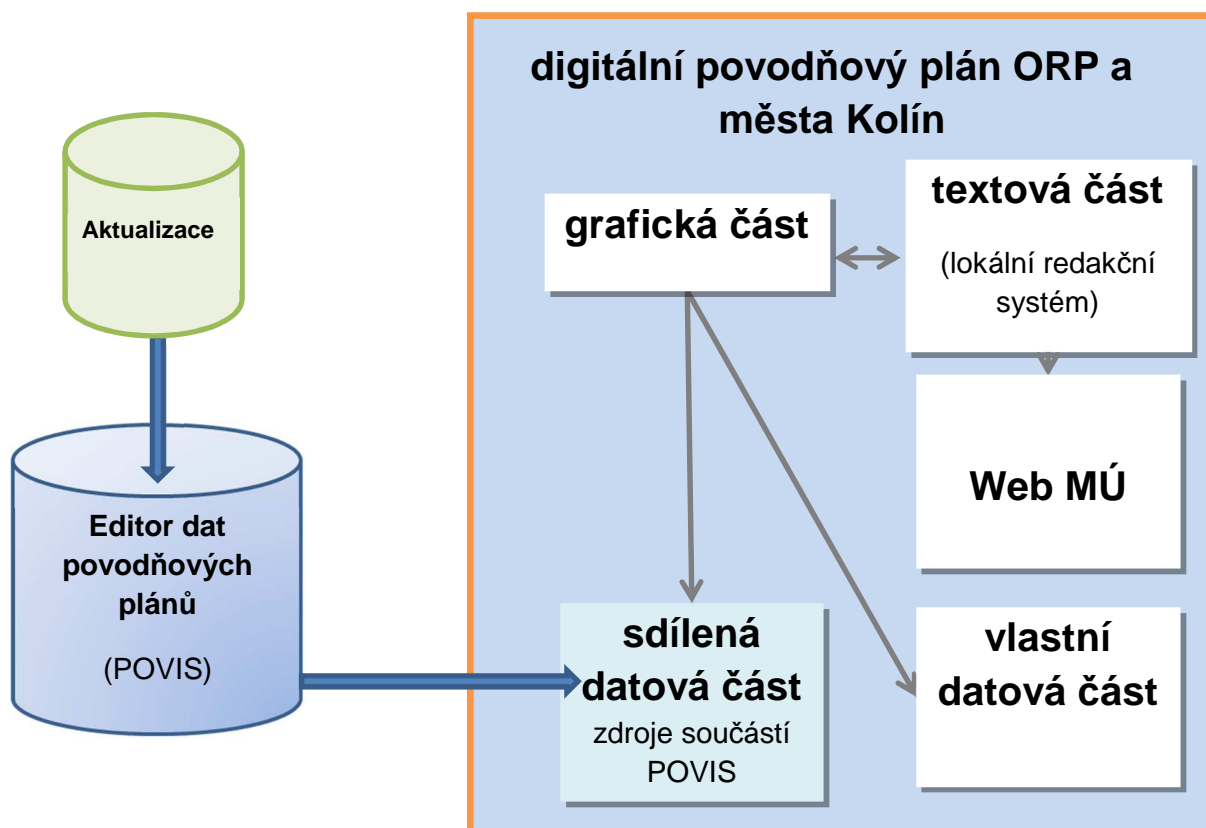 digitální povodňový plán ORP a
města Kolín
Aktualizace
grafická část
textová část
(lokální redakční
systém)
Web MÚ
Editor dat
povodňových
plánů
(POVIS)
sdílená
datová část
zdroje součástí
POVIS
vlastní
datová část